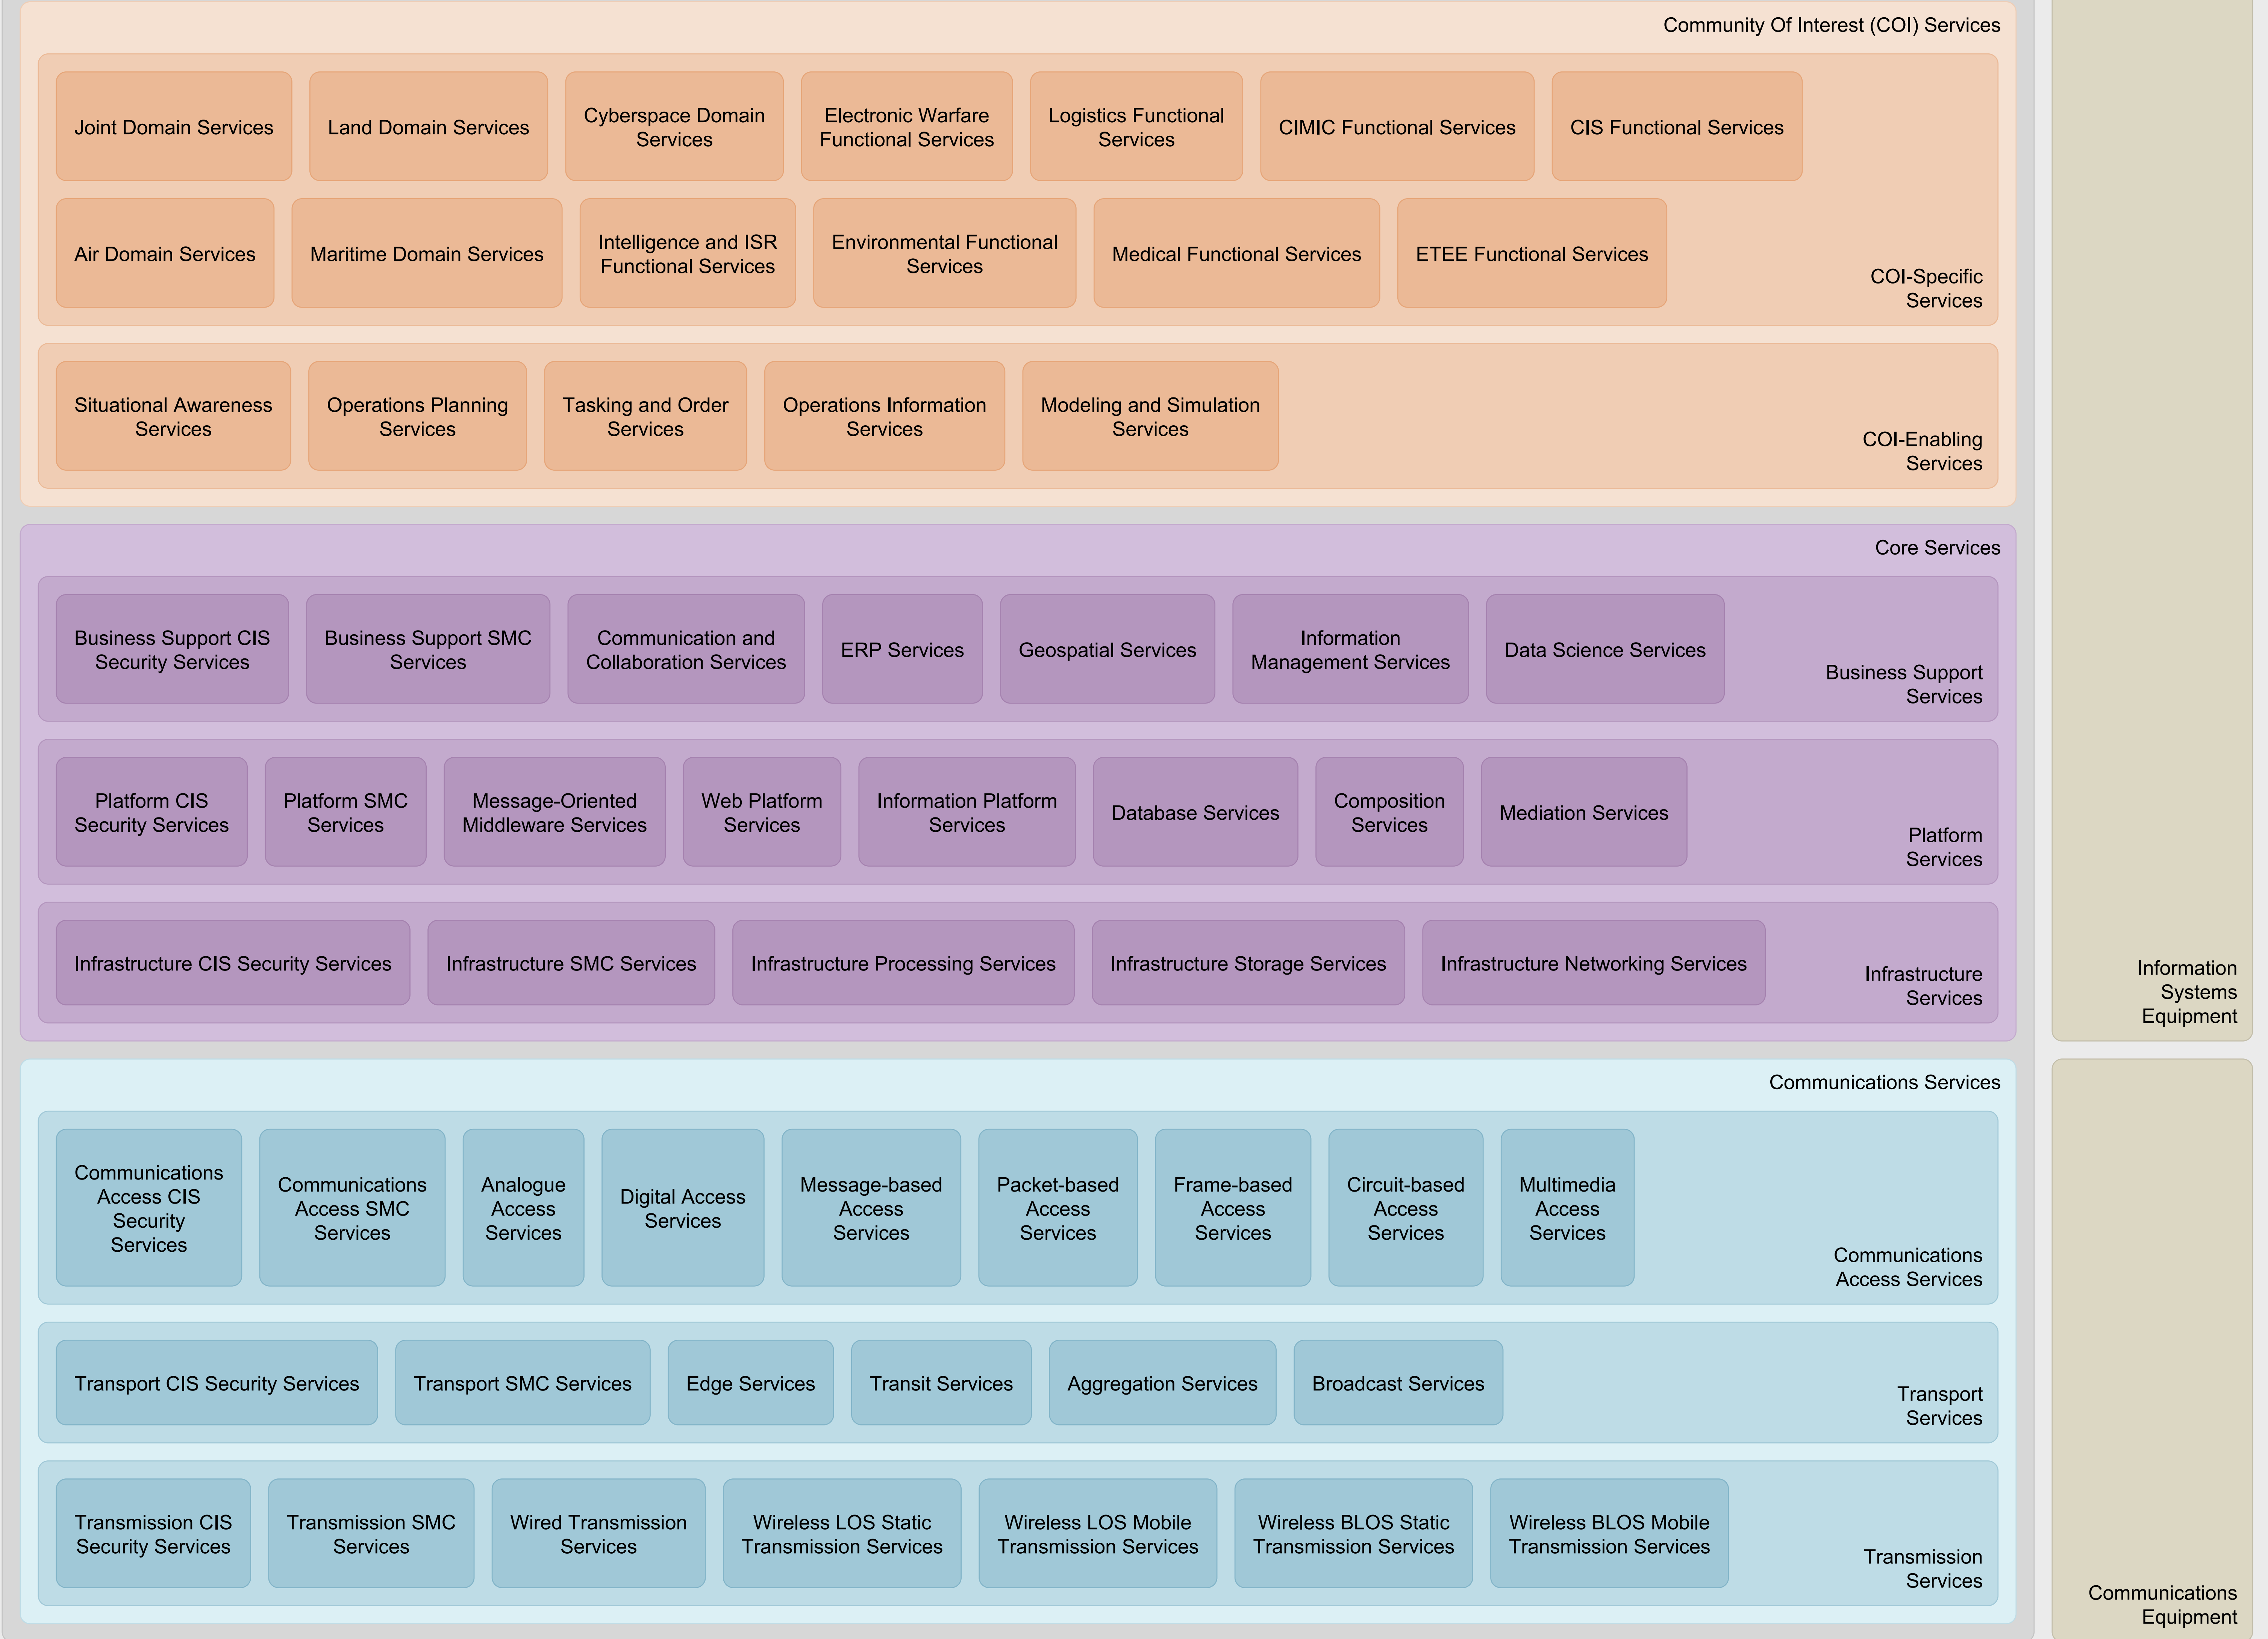 Community Of Interest (COI) Services
Joint Domain Services
Land Domain Services
Cyberspace Domain
Services
Electronic Warfare
Functional Services
Logistics Functional
Services
CIMIC Functional Services
CIS Functional Services
Air Domain Services
Maritime Domain Services
Intelligence and ISR
Functional Services
Environmental Functional
Services
Medical Functional Services
ETEE Functional Services
COI-Specific
Services
Situational Awareness
Services
Operations Planning
Services
Tasking and Order
Services
Operations Information
Services
Modeling and Simulation
Services
COI-Enabling
Services
Core Services
Business Support CIS
Security Services
Business Support SMC
Services
Communication and
Collaboration Services
ERP Services
Geospatial Services
Information
Management Services
Data Science Services
Business Support
Services
Platform CIS
Security Services
Platform SMC
Services
Message-Oriented
Middleware Services
Web Platform
Services
Information Platform
Services
Database Services
Composition
Services
Mediation Services
Platform
Services
Infrastructure CIS Security Services
Infrastructure SMC Services
Infrastructure Processing Services
Infrastructure Storage Services
Infrastructure Networking Services
Infrastructure
Services
Information
Systems
Equipment
Communications Services
Communications
Access CIS
Security
Services
Communications
Access SMC
Services
Analogue
Access
Services
Digital Access
Services
Message-based
Access
Services
Packet-based
Access
Services
Frame-based
Access
Services
Circuit-based
Access
Services
Multimedia
Access
Services
Communications
Access Services
Transport CIS Security Services
Transport SMC Services
Edge Services
Transit Services
Aggregation Services
Broadcast Services
Transport
Services
Transmission CIS
Security Services
Transmission SMC
Services
Wired Transmission
Services
Wireless LOS Static
Transmission Services
Wireless LOS Mobile
Transmission Services
Wireless BLOS Static
Transmission Services
Wireless BLOS Mobile
Transmission Services
Transmission
Services
Communications
Equipment